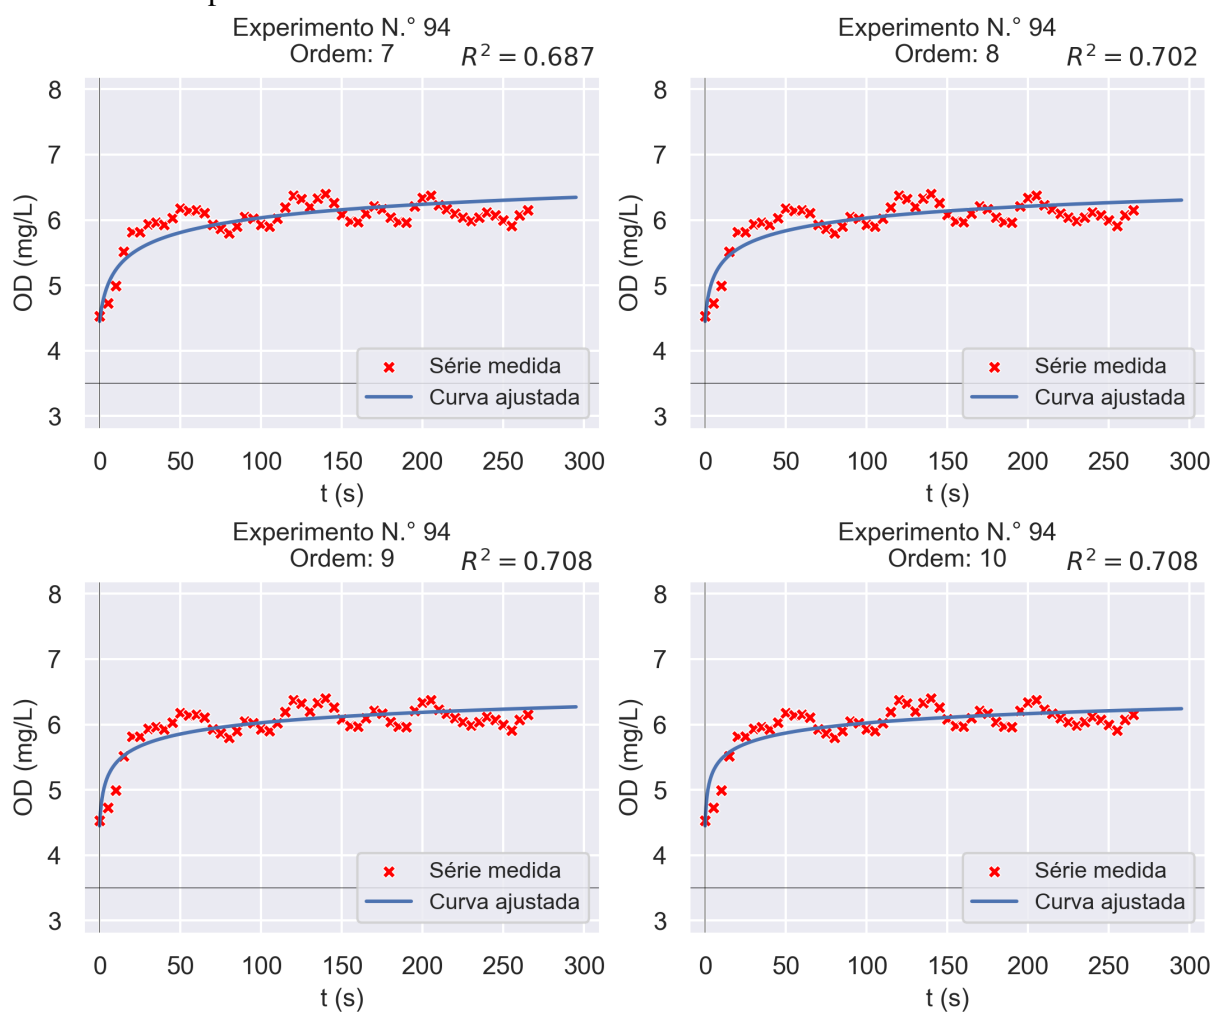 Experimento N.° 94
Ordem: 7
R² = 0.687
8
7
6
5
4
3
OD (mg/L)
Série medida
Curva ajustada
0 50 100 150 200 250 300
t (s)
Experimento N.° 94
Ordem: 8
R² = 0.702
8
7
6
5
4
3
OD (mg/L)
Série medida
Curva ajustada
0 50 100 150 200 250 300
t (s)
Experimento N.° 94
Ordem: 9
R² = 0.708
8
7
6
5
4
3
OD (mg/L)
Série medida
Curva ajustada
0 50 100 150 200 250 300
t (s)
Experimento N.° 94
Ordem: 10
R² = 0.708
8
7
6
5
4
3
OD (mg/L)
Série medida
Curva ajustada
0 50 100 150 200 250 300
t (s)